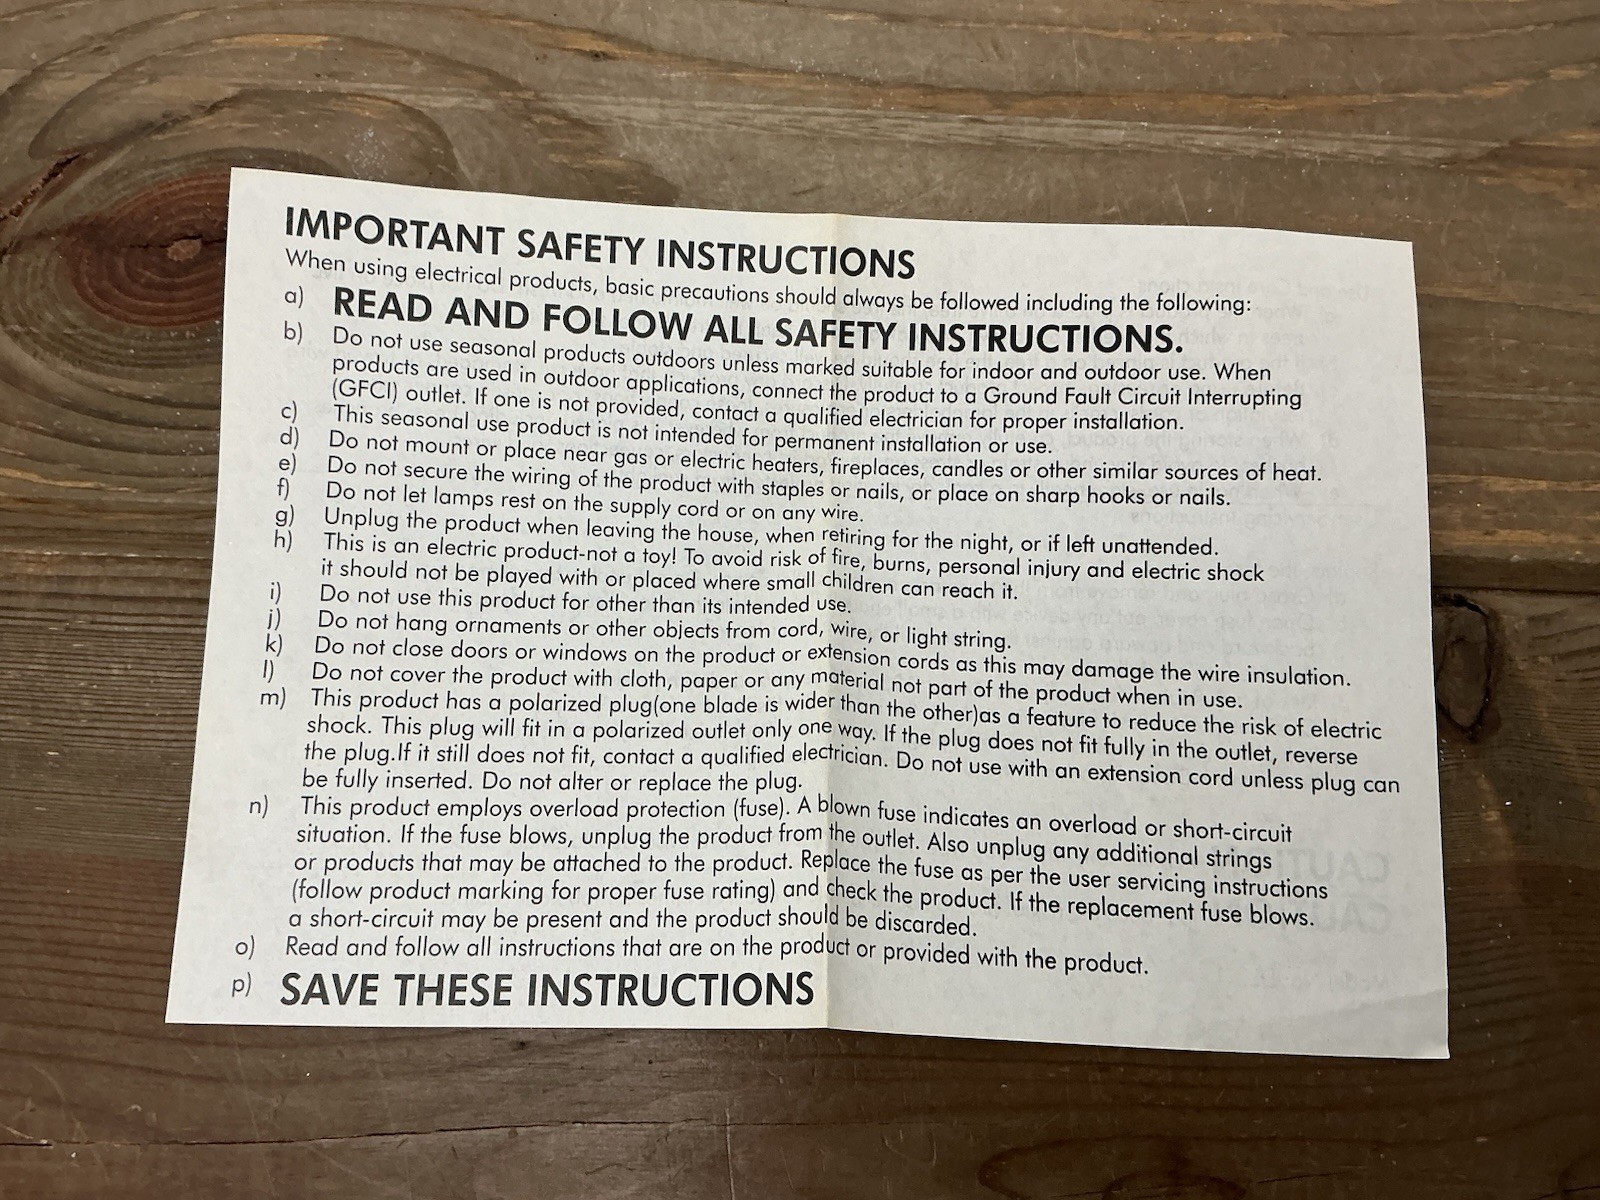 IMPORTANT SAFETY INSTRUCTIONS
When using electrical products, basic precautions should always be followed including the following:
a) READ AND FOLLOW ALL SAFETY INSTRUCTIONS.
b) Do not use seasonal products outdoors unless marked suitable for indoor and outdoor use. When
products are used in outdoor applications, connect the product to a Ground Fault Circuit Interrupting
(GFCI) outlet. If one is not provided, contact a qualified electrician for proper installation.
c) This seasonal use product is not intended for permanent installation or use.
d) Do not mount or place near gas or electric heaters, fireplaces, candles or other similar sources of heat.
e) Do not secure the wiring of the product with staples or nails, or place on sharp hooks or nails.
f) Do not let lamps rest on the supply cord or on any wire.
g) Unplug the product when leaving the house, when retiring for the night, or if left unattended.
h) This is an electric product-not a toy! To avoid risk of fire, burns, personal injury and electric shock
it should not be played with or placed where small children can reach it.
i) Do not use this product for other than its intended use.
j) Do not hang ornaments or other objects from cord, wire, or light string.
k) Do not close doors or windows on the product or extension cords as this may damage the wire insulation.
l) Do not cover the product with cloth, paper or any material not part of the product when in use.
m) This product has a polarized plug(one blade is wider than the other)as a feature to reduce the risk of electric
shock. This plug will fit in a polarized outlet only one way. If the plug does not fit fully in the outlet, reverse
the plug.If it still does not fit, contact a qualified electrician. Do not use with an extension cord unless plug can
be fully inserted. Do not alter or replace the plug.
n) This product employs overload protection (fuse). A blown fuse indicates an overload or short-circuit
situation. If the fuse blows, unplug the product from the outlet. Also unplug any additional strings
or products that may be attached to the product. Replace the fuse as per the user servicing instructions
(follow product marking for proper fuse rating) and check the product. If the replacement fuse blows.
a short-circuit may be present and the product should be discarded.
o) Read and follow all instructions that are on the product or provided with the product.
p) SAVE THESE INSTRUCTIONS